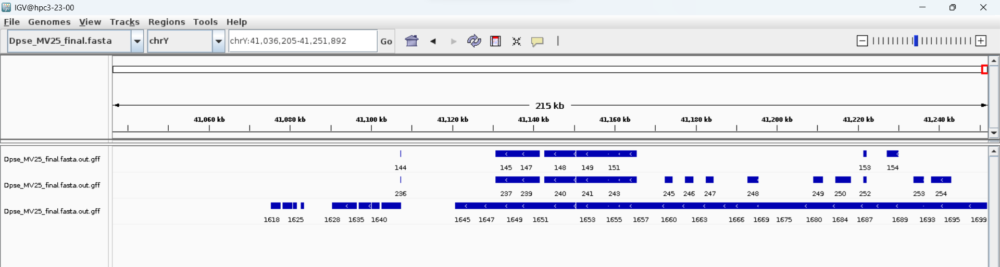 IGV@hpc3-23-00
File Genomes View Tracks Regions Tools Help
Dpse_MV25_final.fasta chrY chrY:41,036,205-41,251,892 Go
215 kb
41,060 kb 41,080 kb 41,100 kb 41,120 kb 41,140 kb 41,160 kb 41,180 kb 41,200 kb 41,220 kb 41,240 kb
Dpse_MV25_final.fasta.out.gff
144 145 147 148 149 151 153 154
Dpse_MV25_final.fasta.out.gff
236 237 239 240 241 243 245 246 247 248 249 250 252 253 254
Dpse_MV25_final.fasta.out.gff
1618 1625 1628 1635 1640 1645 1647 1649 1651 1653 1655 1657 1660 1663 1666 1669 1675 1680 1684 1687 1689 1693 1695 1699